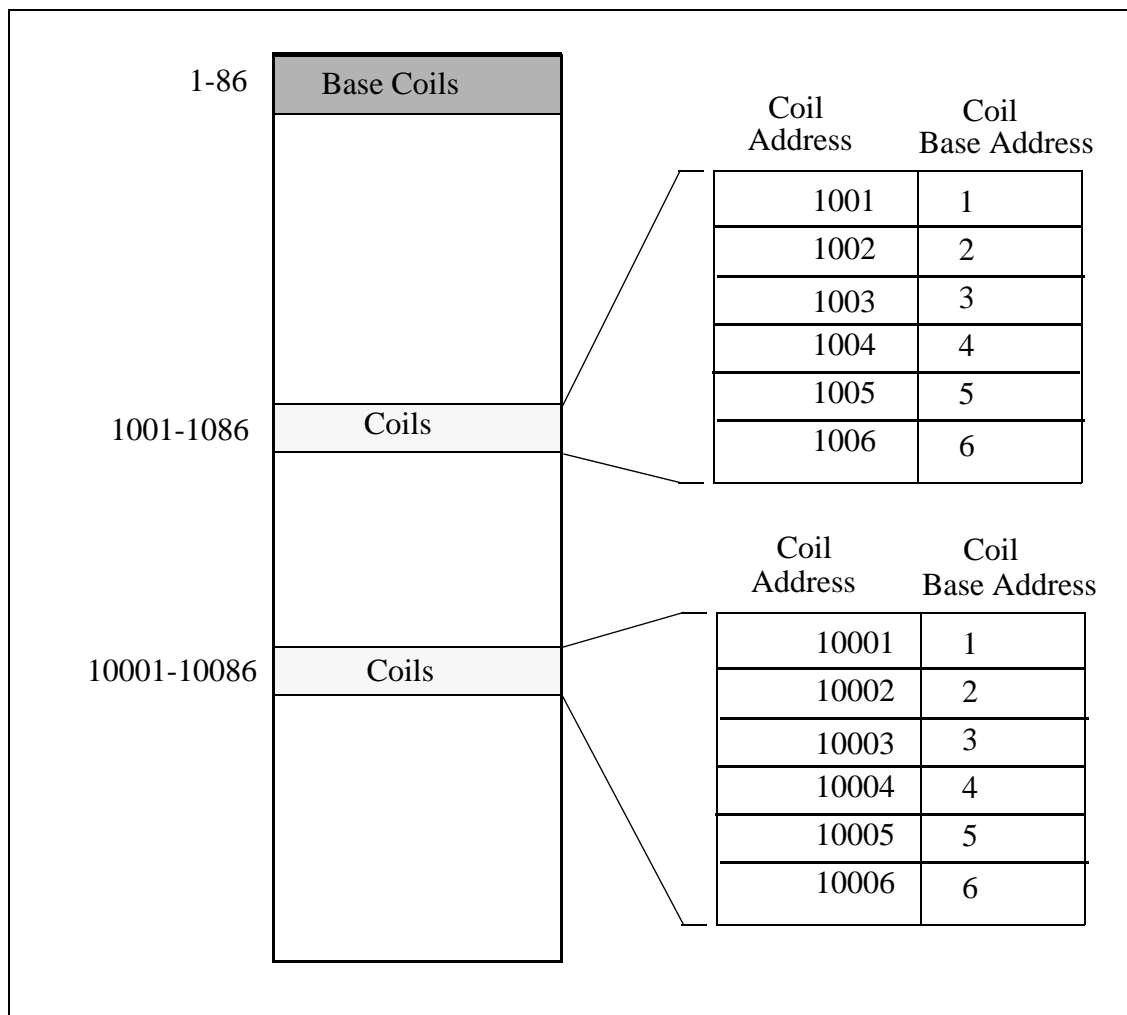 1-86
Base Coils
Coil Coil
Address Base Address
1001 1
1002 2
1003 3
1004 4
1005 5
1006 6
1001-1086
Coils
Coil Coil
Address Base Address
10001 1
10002 2
10003 3
10004 4
10005 5
10006 6
10001-10086
Coils